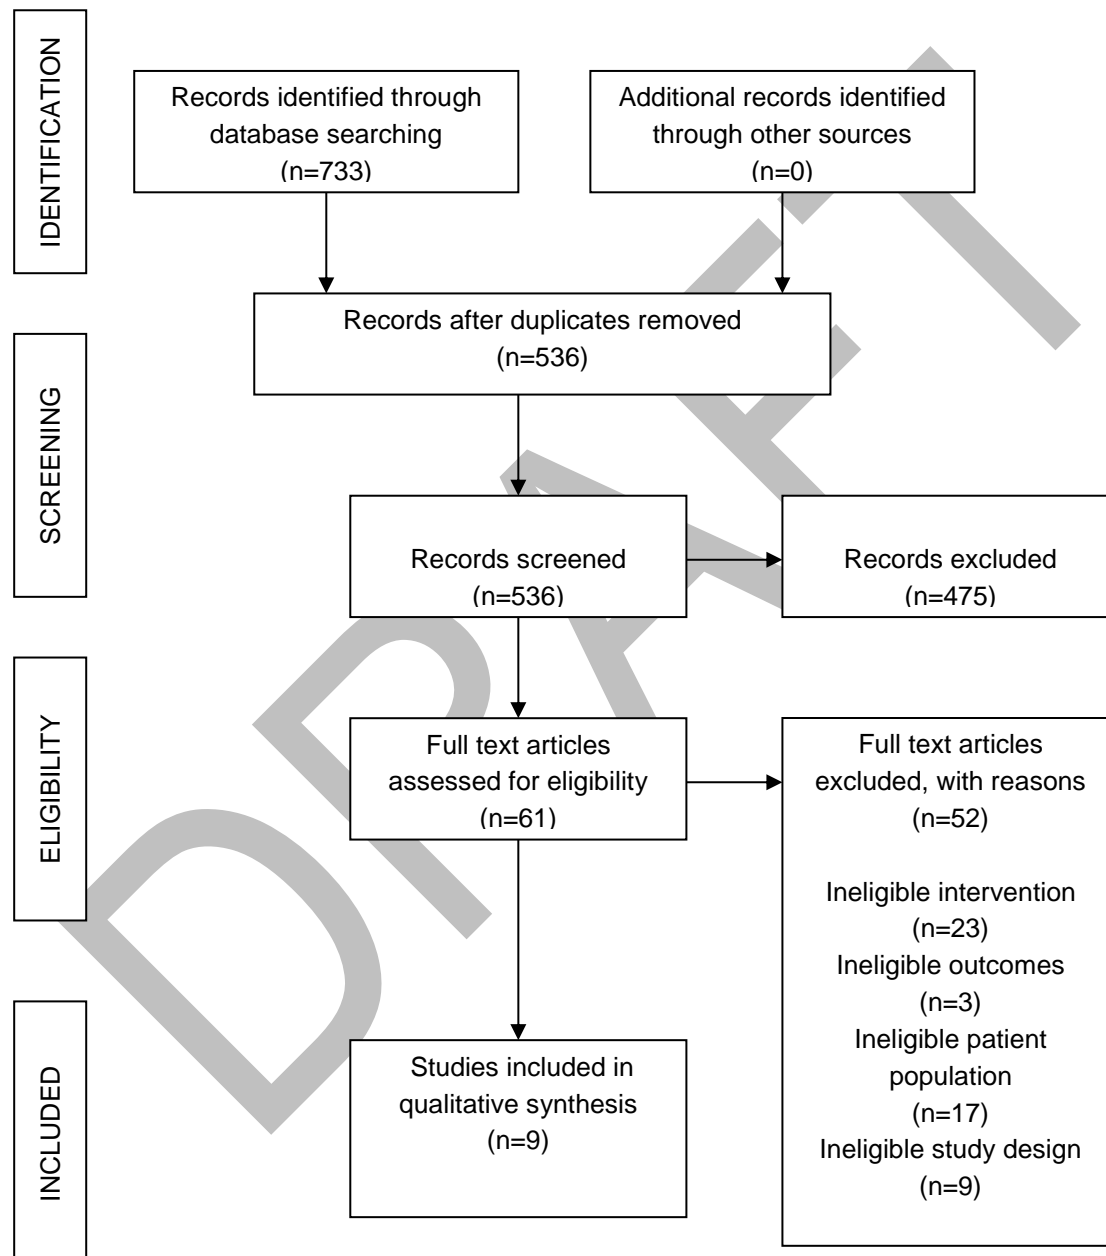 IDENTIFICATION
Records identified through
database searching
(n=733)
Additional records identified
through other sources
(n=0)
Records after duplicates removed
(n=536)
SCREENING
Records screened
(n=536)
Records excluded
(n=475)
ELIGIBILITY
Full text articles
assessed for eligibility
(n=61)
Full text articles
excluded, with reasons
(n=52)
Ineligible intervention
(n=23)
Ineligible outcomes
(n=3)
Ineligible patient
population
(n=17)
Ineligible study design
(n=9)
INCLUDED
Studies included in
qualitative synthesis
(n=9)
DRAFT